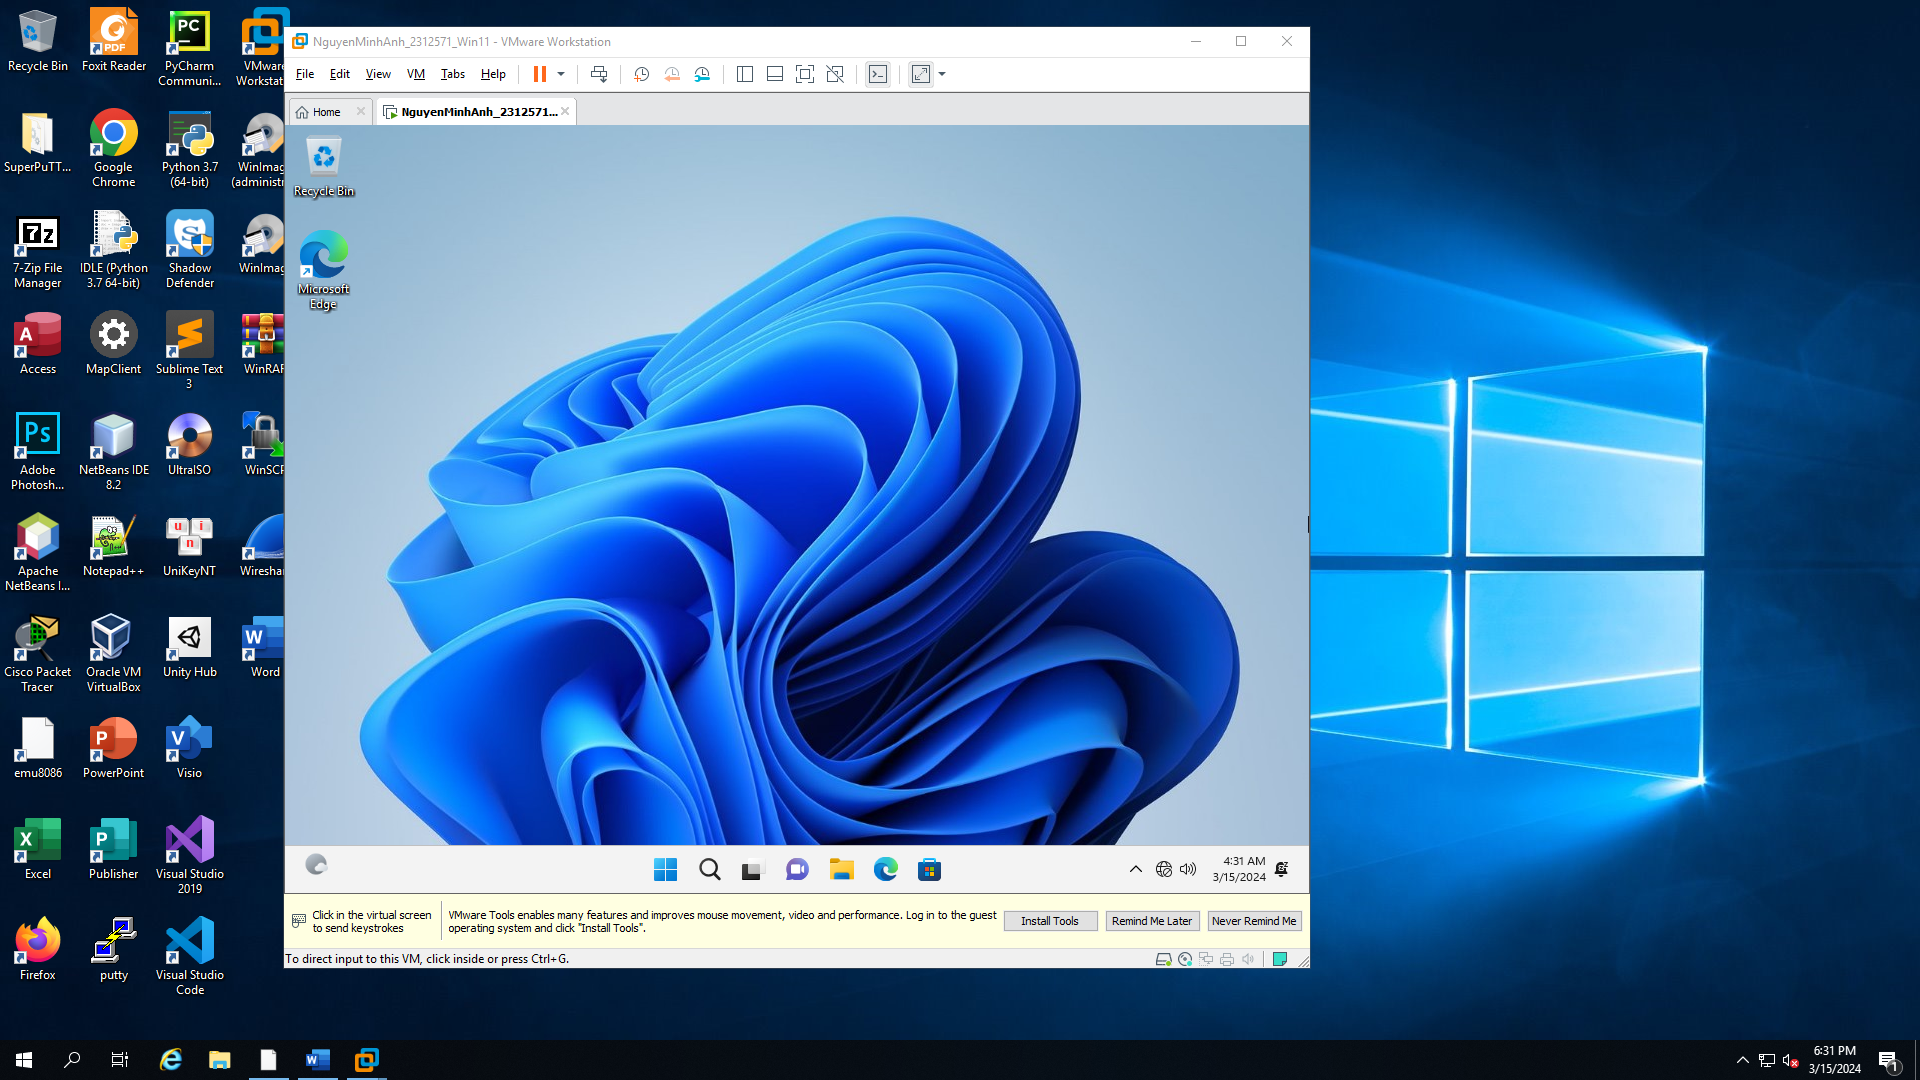 NguyenMinhAnh_2312571_Win11 - VMware Workstation
File Edit View VM Tabs Help
Home
NguyenMinhAnh_2312571...
Recycle Bin
Microsoft
Edge
4:31 AM
3/15/2024
Click in the virtual screen
to send keystrokes
VMware Tools enables many features and improves mouse movement, video and performance. Log in to the guest
operating system and click "Install Tools".
Install Tools
Remind Me Later
Never Remind Me
To direct input to this VM, click inside or press Ctrl+G.
Recycle Bin
PDF
Foxit Reader
PC
PyCharm
Communi...
VMw
Workstat
SuperPuTT...
Google
Chrome
Python 3.7
(64-bit)
WinImag
(administr
7z
7-Zip File
Manager
IDLE (Python
3.7 64-bit)
S
Shadow
Defender
WinImag
A
Access
MapClient
Sublime Text
3
WinRAR
Ps
Adobe
Photosh...
NetBeans IDE
8.2
UltraISO
WinSCP
Apache
NetBeans I...
Notepad++
u i
n
UniKeyNT
Wireshar
Cisco Packet
Tracer
Oracle VM
VirtualBox
Unity Hub
W
Word
emu8086
P
PowerPoint
V
Visio
X
Excel
P
Publisher
Visual Studio
2019
Firefox
putty
Visual Studio
Code
W
6:31 PM
3/15/2024
1